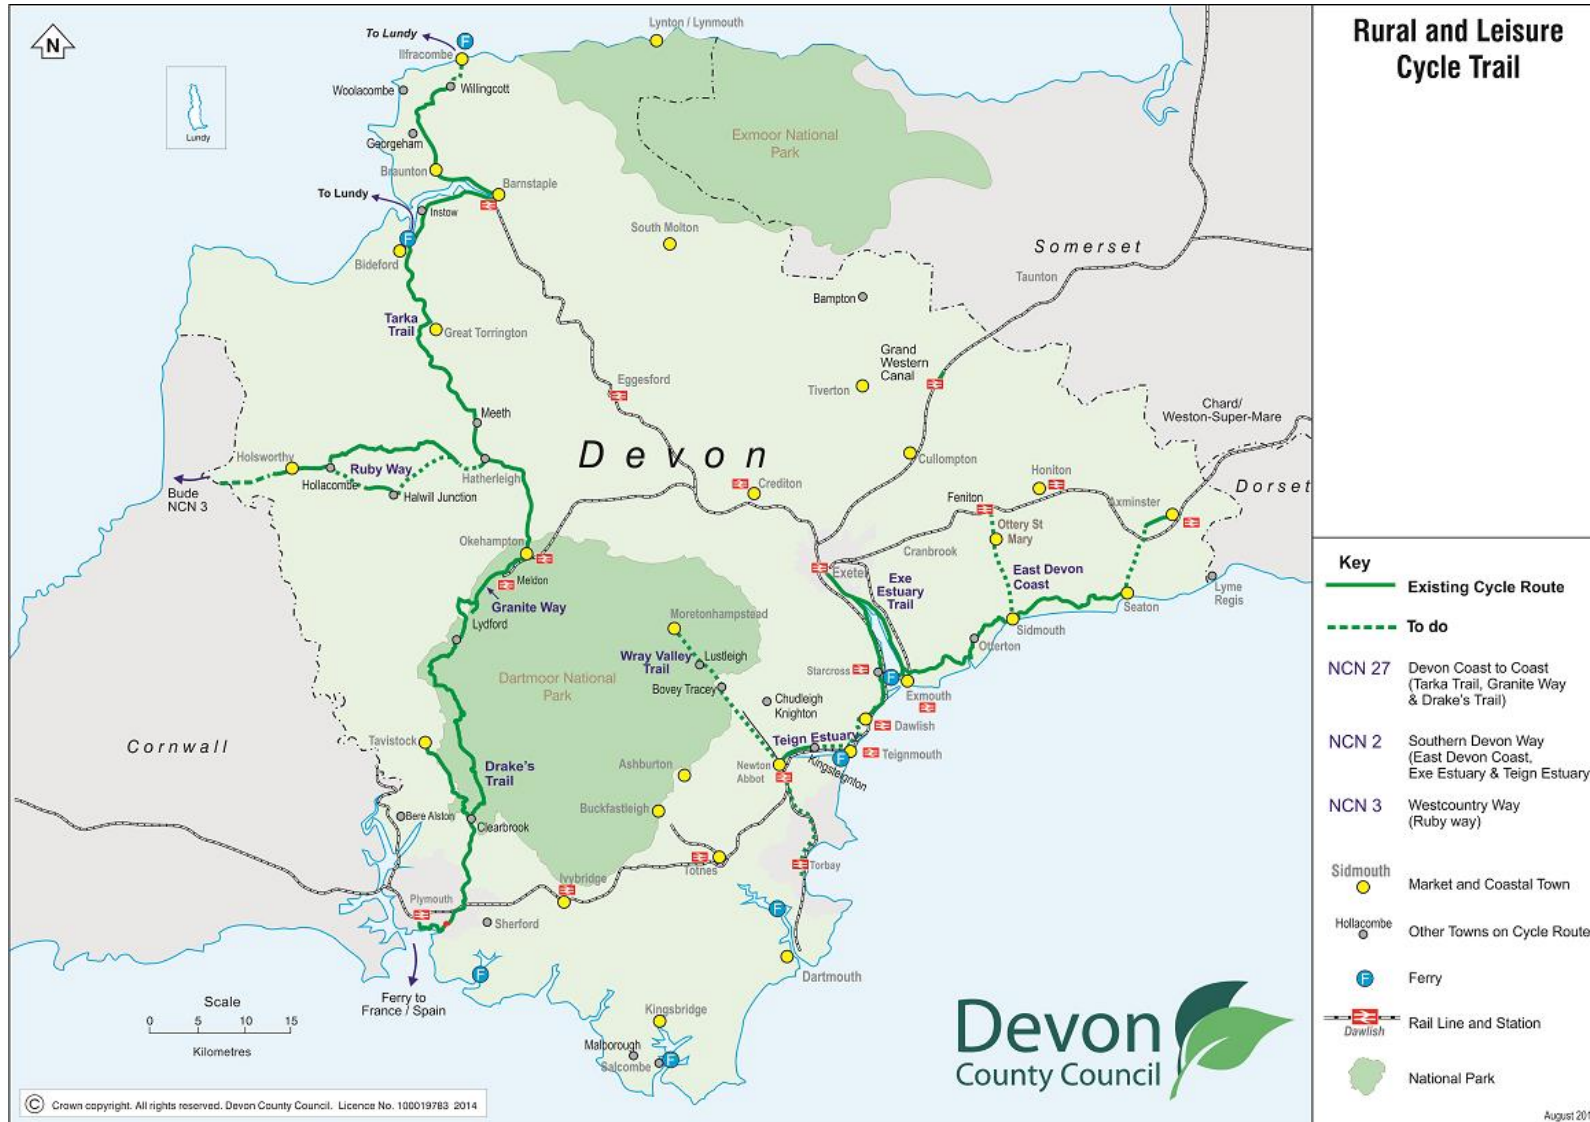 Rural and Leisure
Cycle Trail
N
To Lundy
F
Ilfracombe
Lynton / Lynmouth
Woolacombe
Willingcott
Lundy
Georgeham
Exmoor National
Park
Braunton
Barnstaple
To Lundy
Instow
F
Bideford
South Molton
Somerset
Taunton
Bampton
Tarka
Trail
Great Torrington
Grand
Western
Canal
Eggesford
Tiverton
Chard/
Weston-Super-Mare
Meeth
Devon
Cullompton
Holsworthy
Ruby Way
Hatherleigh
Hollacombe
Halwill Junction
Bude
NCN 3
Crediton
Honiton
Feniton
Axminster
Dorset
Ottery St
Mary
Okehampton
Cranbrook
Meldon
Exeter
Exe
Estuary
Trail
East Devon
Coast
Lyme
Regis
Granite Way
Moretonhampstead
Seaton
Lydford
Sidmouth
Wray Valley
Trail
Lustleigh
Otterton
Dartmoor National
Park
Bovey Tracey
Starcross
F
Exmouth
Chudleigh
Knighton
Dawlish
Cornwall
Tavistock
Teign Estuary
Teignmouth
F
Kingsteignton
Drake's
Trail
Ashburton
Newton
Abbot
Buckfastleigh
Bere Alston
Clearbrook
Totnes
Torbay
Ivybridge
Plymouth
Sherford
F
F
Dartmouth
Ferry to
France / Spain
Kingsbridge
Malborough
Salcombe
F
Scale
0 5 10 15
Kilometres
Devon
County Council
© Crown copyright. All rights reserved. Devon County Council. Licence No. 100019783 2014
Key
Existing Cycle Route
To do
NCN 27 Devon Coast to Coast
(Tarka Trail, Granite Way
& Drake's Trail)
NCN 2 Southern Devon Way
(East Devon Coast,
Exe Estuary & Teign Estuary
NCN 3 Westcountry Way
(Ruby way)
Sidmouth
Market and Coastal Town
Hollacombe
Other Towns on Cycle Route
F Ferry
Rail Line and Station
Dawlish
National Park
August 201